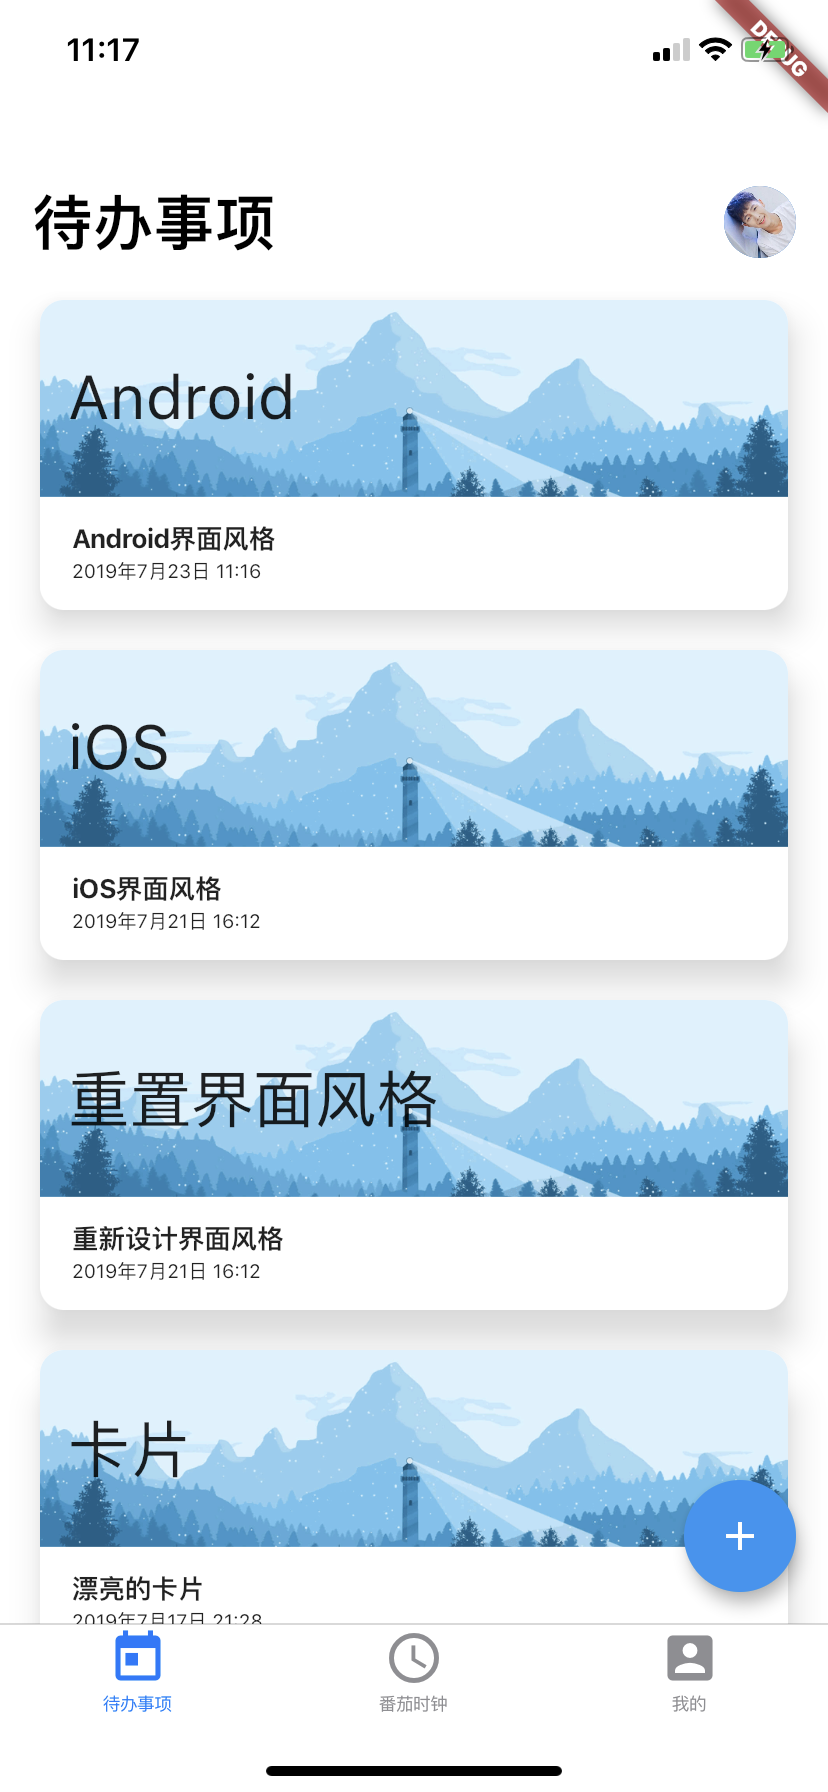 11:17
DEBUG
待办事项
Android
Android界面风格
2019年7月23日 11:16
iOS
iOS界面风格
2019年7月21日 16:12
重置界面风格
重新设计界面风格
2019年7月21日 16:12
卡片
漂亮的卡片
2019年7月17日 21:28
待办事项
番茄时钟
我的